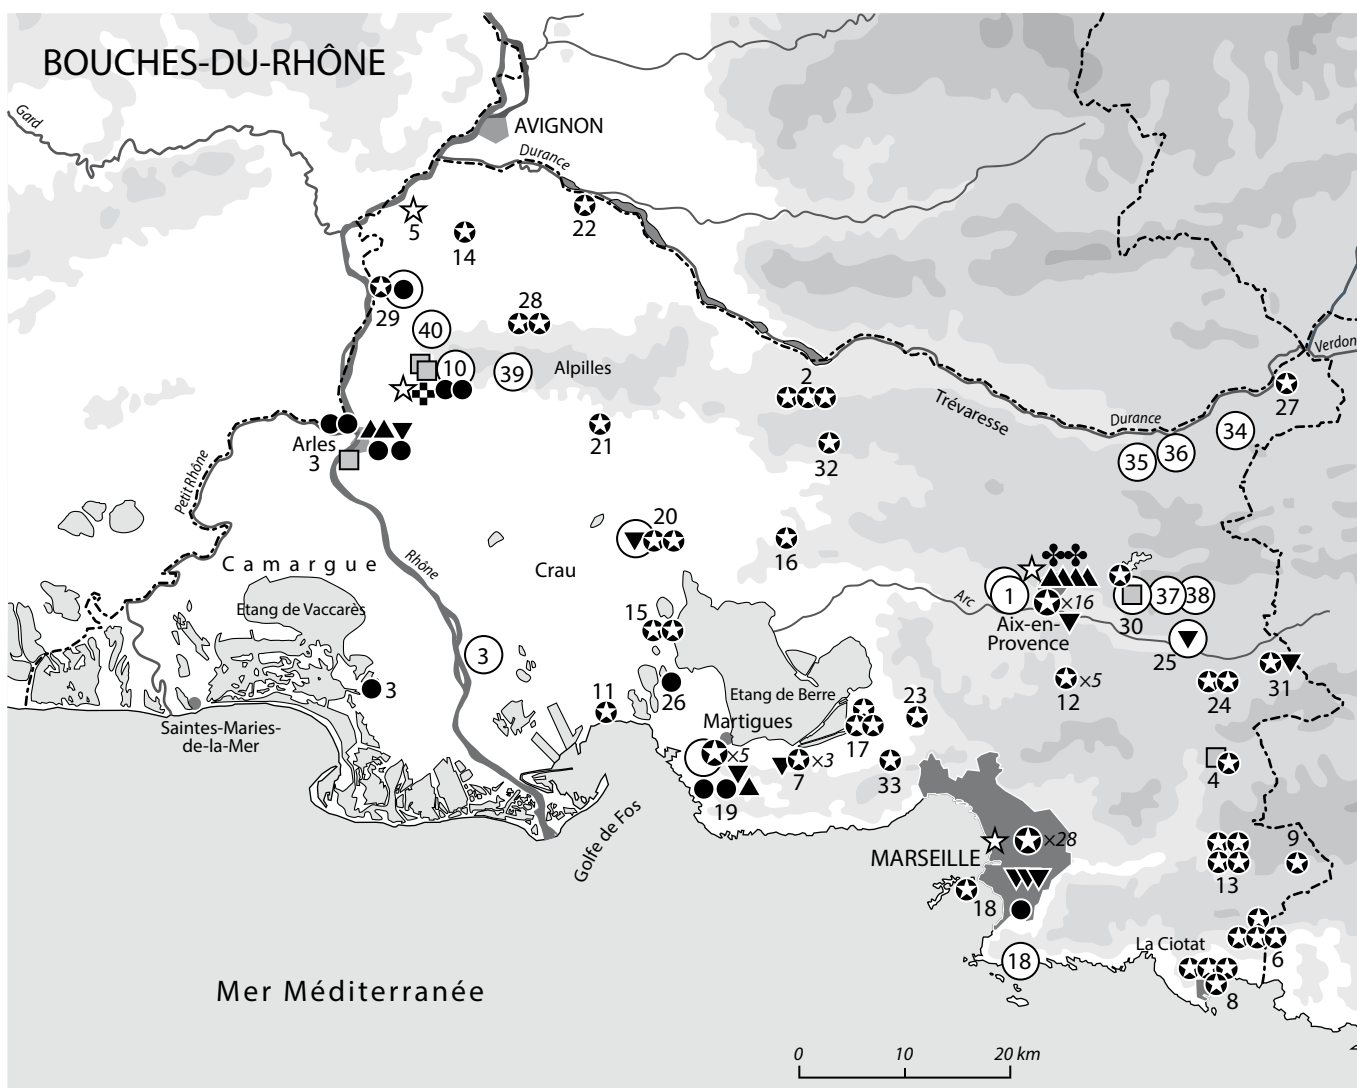 BOUCHES-DU-RHÔNE
Gard
AVIGNON
Durance
5
14
22
29
28
40
10
39
Alpilles
2
Verdon
27
Trévaresse
Durance
34
36
35
Arles
3
21
32
Petit Rhône
20
16
Camargue
Rhône
Crau
Etang de Vaccarès
Arc
1
×16
Aix-en-
Provence
30
37
38
25
15
3
3
26
11
Etang de Berre
23
12
×5
24
31
Saintes-Maries-
de-la-Mer
Martigues
17
×5
7
×3
33
4
19
Golfe de Fos
MARSEILLE
×28
18
13
9
La Ciotat
6
18
8
Mer Méditerranée
0
10
20 km